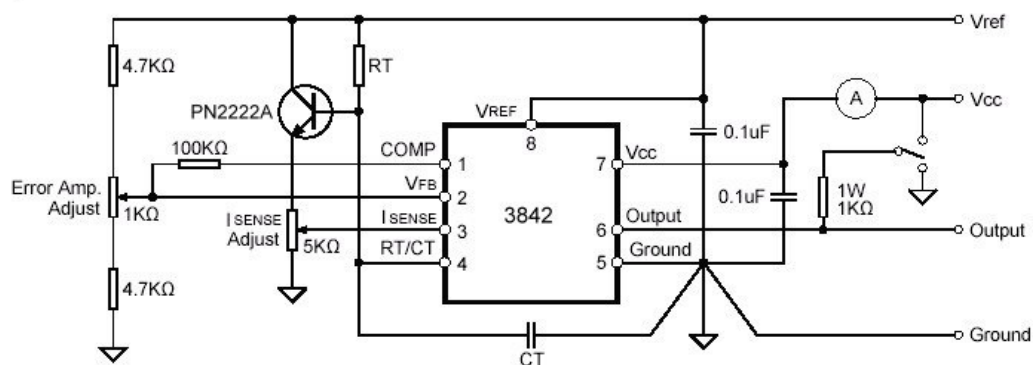 Vref
4.7KΩ
RT
PN2222A
VREF
8
A
Vcc
0.1uF
100KΩ
COMP
1
7
Vcc
Error Amp.
Adjust
1KΩ
VFB
2
3842
0.1uF
1W
1KΩ
I SENSE
Adjust
5KΩ
I SENSE
3
6
Output
Output
RT/CT
4
5
Ground
4.7KΩ
CT
Ground